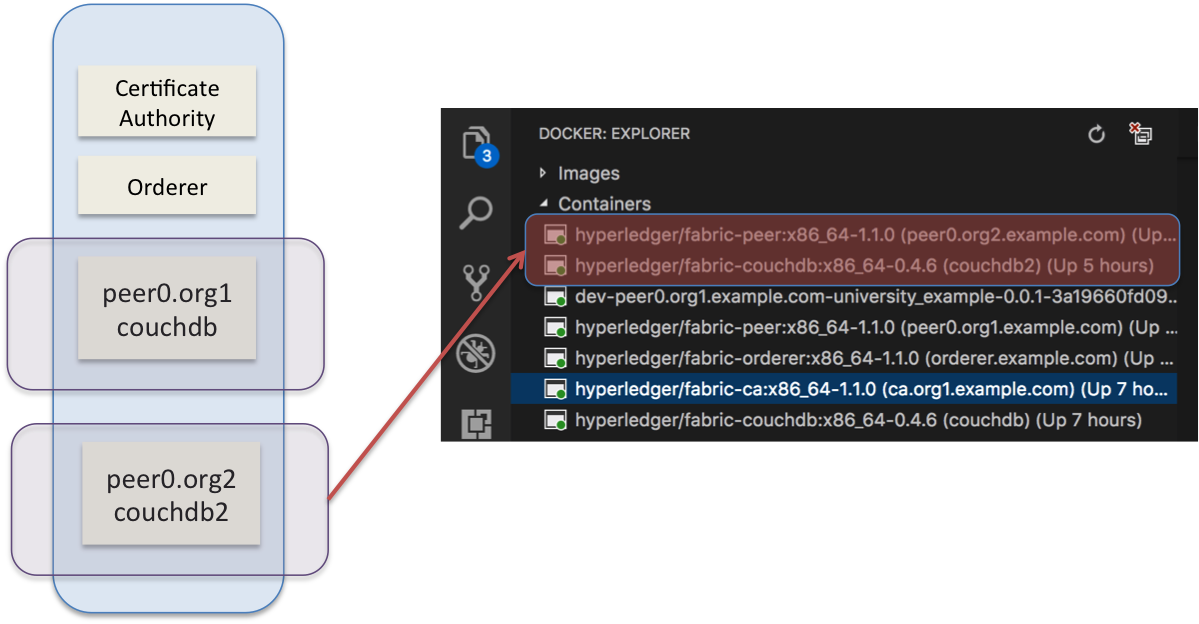 Certificate
Authority
Orderer
peer0.org1
couchdb
peer0.org2
couchdb2
3
DOCKER: EXPLORER
Images
Containers
hyperledger/fabric-peer:x86_64-1.1.0 (peer0.org2.example.com) (Up...
hyperledger/fabric-couchdb:x86_64-0.4.6 (couchdb2) (Up 5 hours)
dev-peer0.org1.example.com-university_example-0.0.1-3a19660fd09...
hyperledger/fabric-peer:x86_64-1.1.0 (peer0.org1.example.com) (Up ...
hyperledger/fabric-orderer:x86_64-1.1.0 (orderer.example.com) (Up ...
hyperledger/fabric-ca:x86_64-1.1.0 (ca.org1.example.com) (Up 7 ho...
hyperledger/fabric-couchdb:x86_64-0.4.6 (couchdb) (Up 7 hours)